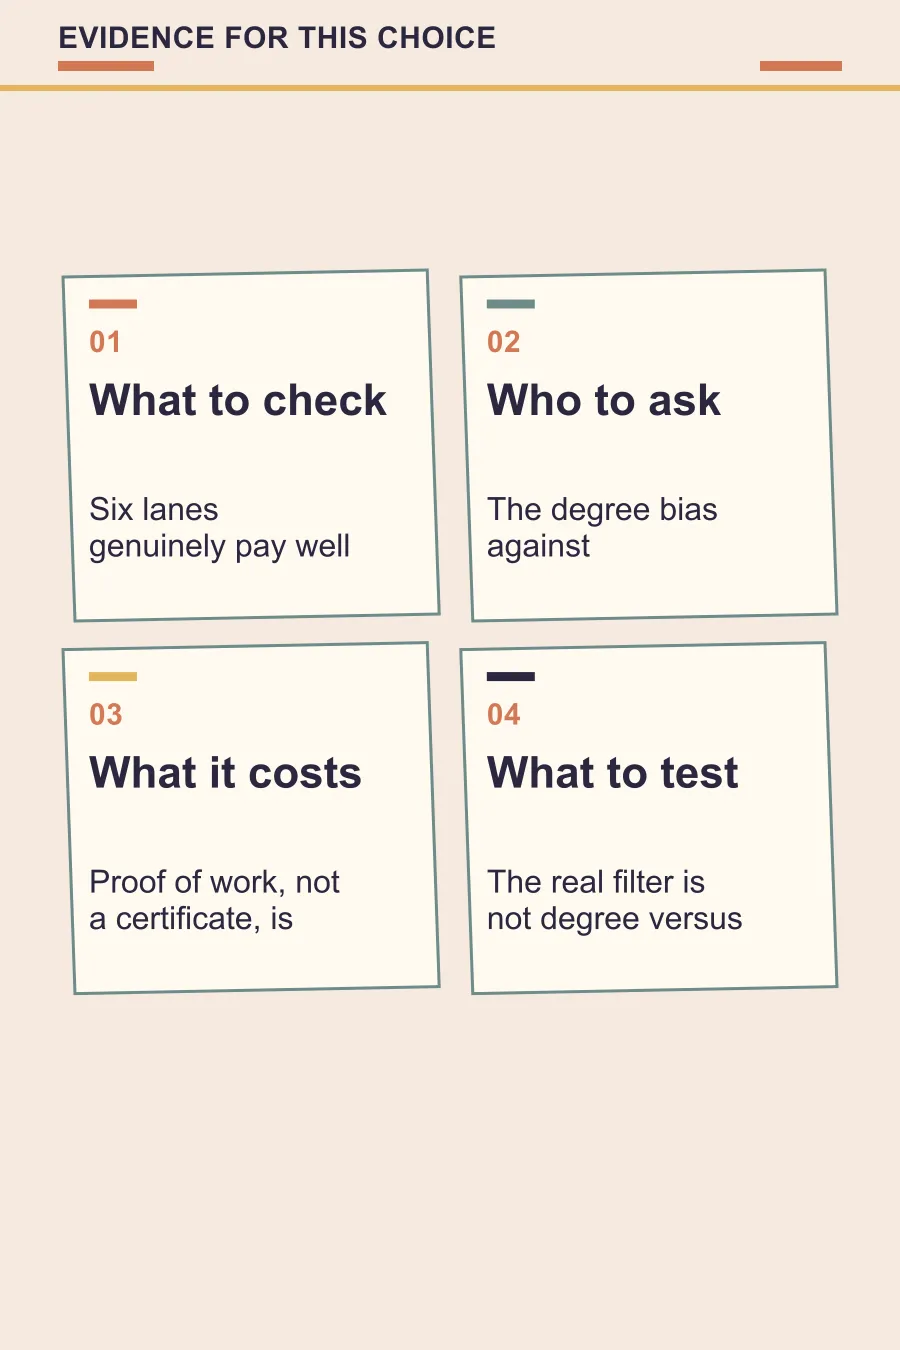 EVIDENCE FOR THIS CHOICE
01
What to check
Six lanes
genuinely pay well
02
Who to ask
The degree bias
against
03
What it costs
Proof of work, not
a certificate, is
04
What to test
The real filter is
not degree versus